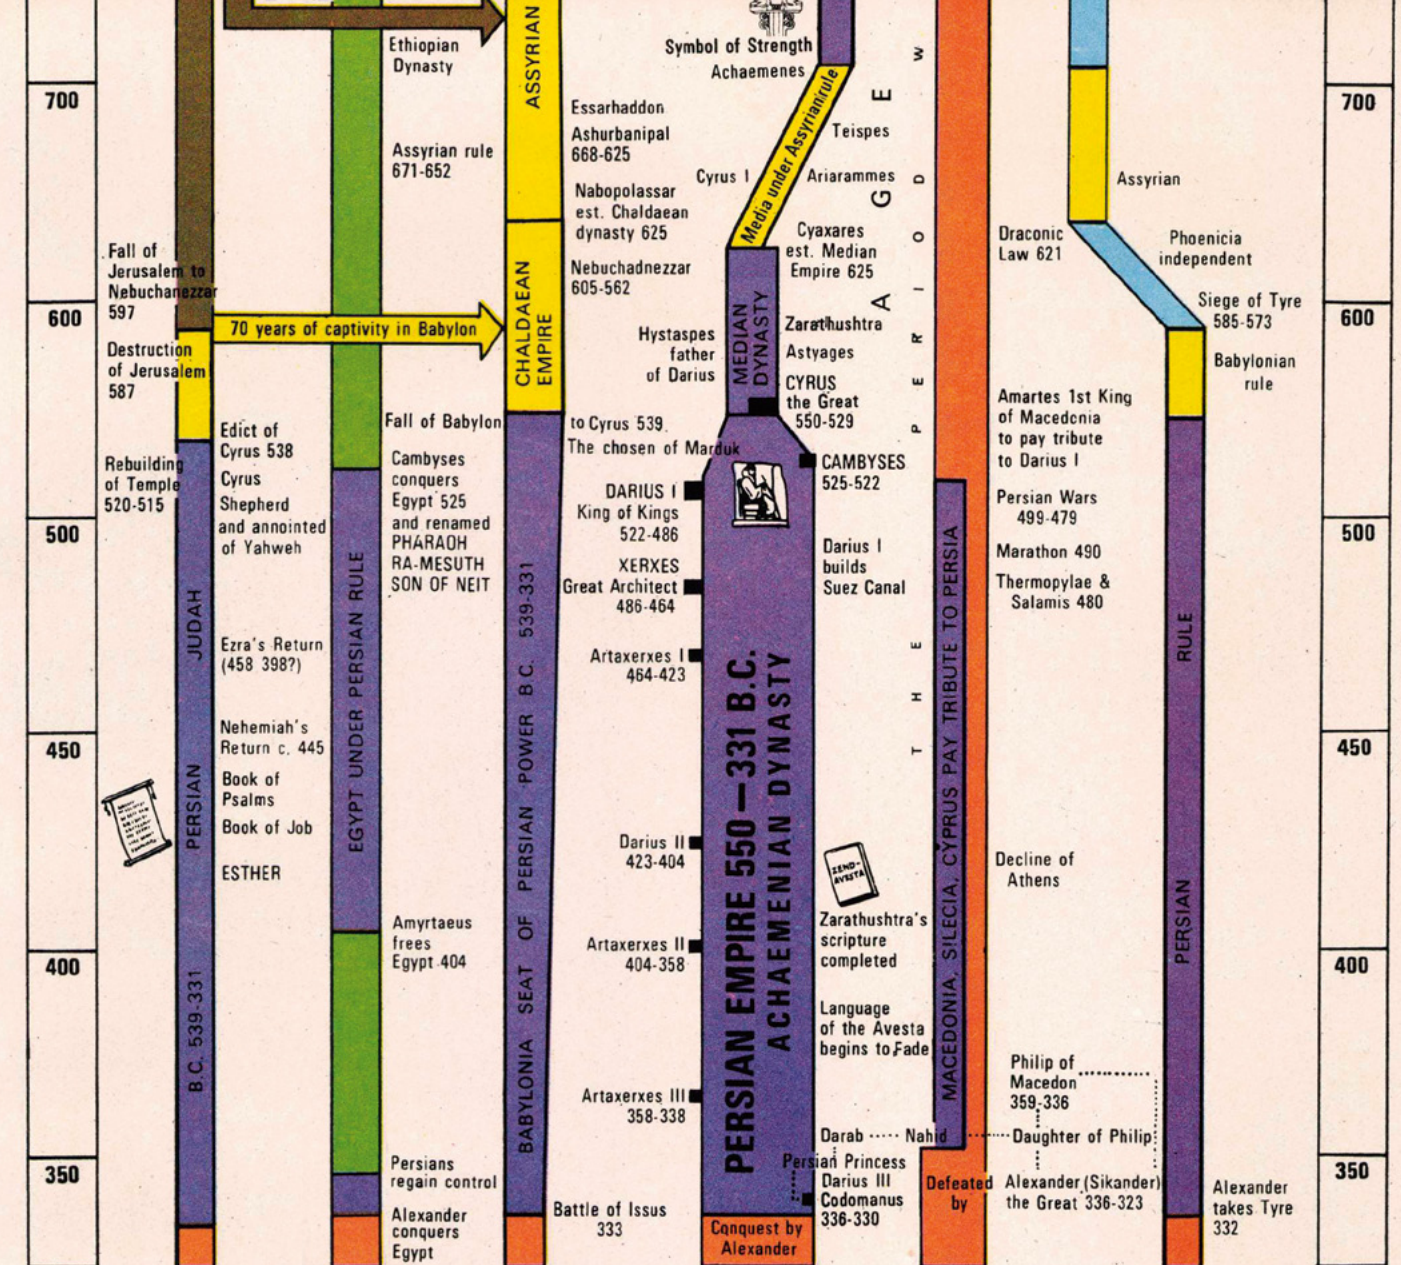 700
600
500
450
400
350
Fall of
Jerusalem to
Nebuchanezzar
597
Destruction
of Jerusalem
587
Rebuilding
of Temple
520-515
PERSIAN JUDAH
B.C. 539-331
70 years of captivity in Babylon
Edict of
Cyrus 538
Cyrus
Shepherd
and annointed
of Yahweh
Ezra's Return
(458 398?)
Nehemiah's
Return c. 445
Book of
Psalms
Book of Job
ESTHER
EGYPT UNDER PERSIAN RULE
Ethiopian
Dynasty
Assyrian rule
671-652
Fall of Babylon
Cambyses
conquers
Egypt 525
and renamed
PHARAOH
RA-MESUTH
SON OF NEIT
Amyrtaeus
frees
Egypt 404
Persians
regain control
Alexander
conquers
Egypt
ASSYRIAN
CHALDAEAN
EMPIRE
BABYLONIA SEAT OF PERSIAN POWER B.C. 539-331
Essarhaddon
Ashurbanipal
668-625
Nabopolassar
est. Chaldaean
dynasty 625
Nebuchadnezzar
605-562
to Cyrus 539
The chosen of Marduk
Hystaspes
father
of Darius
DARIUS I
King of Kings
522-486
XERXES
Great Architect
486-464
Artaxerxes I
464-423
Darius II
423-404
Artaxerxes II
404-358
Artaxerxes III
358-338
Battle of Issus
333
Symbol of Strength
Achaemenes
Cyrus I
Media under Assyrian rule
Teispes
Ariarammes
Cyaxares
est. Median
Empire 625
MEDIAN
DYNASTY
Zarathushtra
Astyages
CYRUS
the Great
550-529
CAMBYSES
525-522
Darius I
builds
Suez Canal
PERSIAN EMPIRE 550—331 B.C.
ACHAEMENIAN DYNASTY
ZEND-
AVESTA
Zarathushtra's
scripture
completed
Language
of the Avesta
begins to Fade
Darab
Nahid
Daughter of Philip
Persian Princess
Darius III
Codomanus
336-330
Conquest by
Alexander
AGE
THE PERIOD W
MACEDONIA, SILECIA, CYPRUS PAY TRIBUTE TO PERSIA
Defeated
by
Draconic
Law 621
Amartes 1st King
of Macedonia
to pay tribute
to Darius I
Persian Wars
499-479
Marathon 490
Thermopylae &
Salamis 480
Decline of
Athens
Philip of
Macedon
359-336
Alexander (Sikander)
the Great 336-323
Assyrian
Phoenicia
independent
Siege of Tyre
585-573
Babylonian
rule
PERSIAN RULE
Alexander
takes Tyre
332
700
600
500
450
400
350